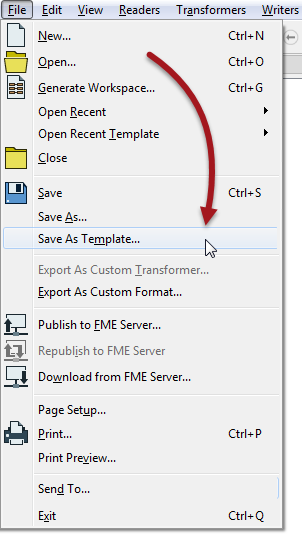 File Edit View Readers Transformers Writers
New... Ctrl+N
Open... Ctrl+O
Generate Workspace... Ctrl+G
Open Recent
Open Recent Template
Close
Save Ctrl+S
Save As...
Save As Template...
Export As Custom Transformer...
Export As Custom Format...
Publish to FME Server...
Republish to FME Server
Download from FME Server...
Page Setup...
Print... Ctrl+P
Print Preview...
Send To...
Exit Ctrl+Q